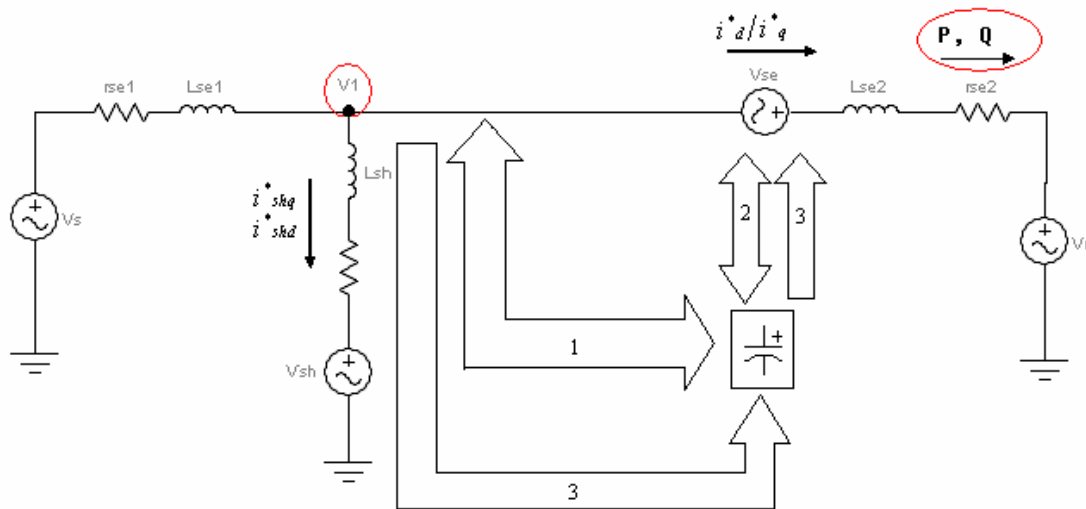 i*d/i*q
P, Q
rse1
Lse1
V1
Vse
Lse2
rse2
Lsh
i*shq
i*shd
Vs
2
3
1
+
Vsh
3